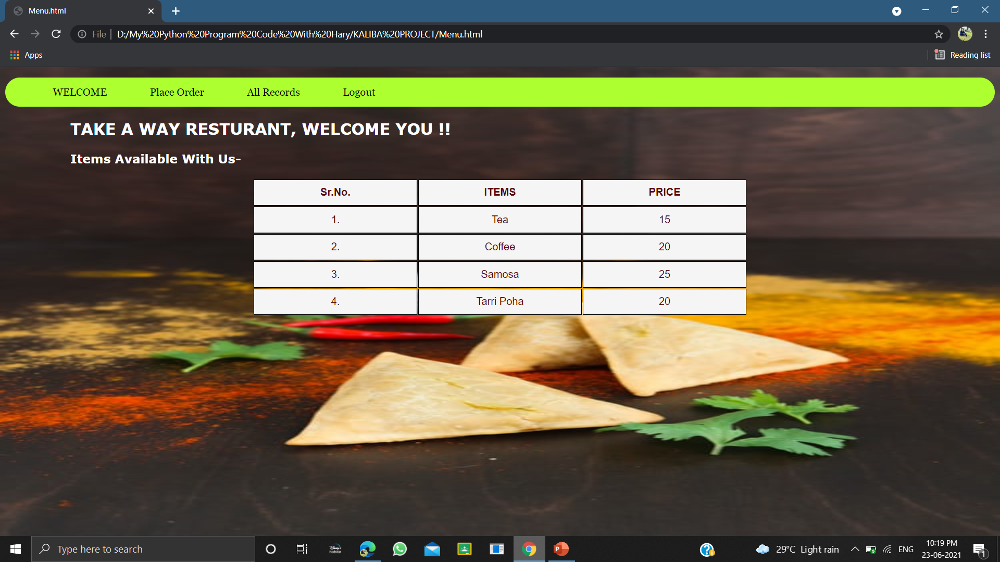 Menu.html
File
D:/My%20Python%20Program%20Code%20With%20Hary/KALIBA%20PROJECT/Menu.html
Apps
Reading list
WELCOME Place Order All Records Logout
TAKE A WAY RESTURANT, WELCOME YOU !!
Items Available With Us-
Sr.No. ITEMS PRICE
1. Tea 15
2. Coffee 20
3. Samosa 25
4. Tarri Poha 20
Type here to search
Disney+ hotstar
P
29°C Light rain
ENG
10:19 PM
23-06-2021
1